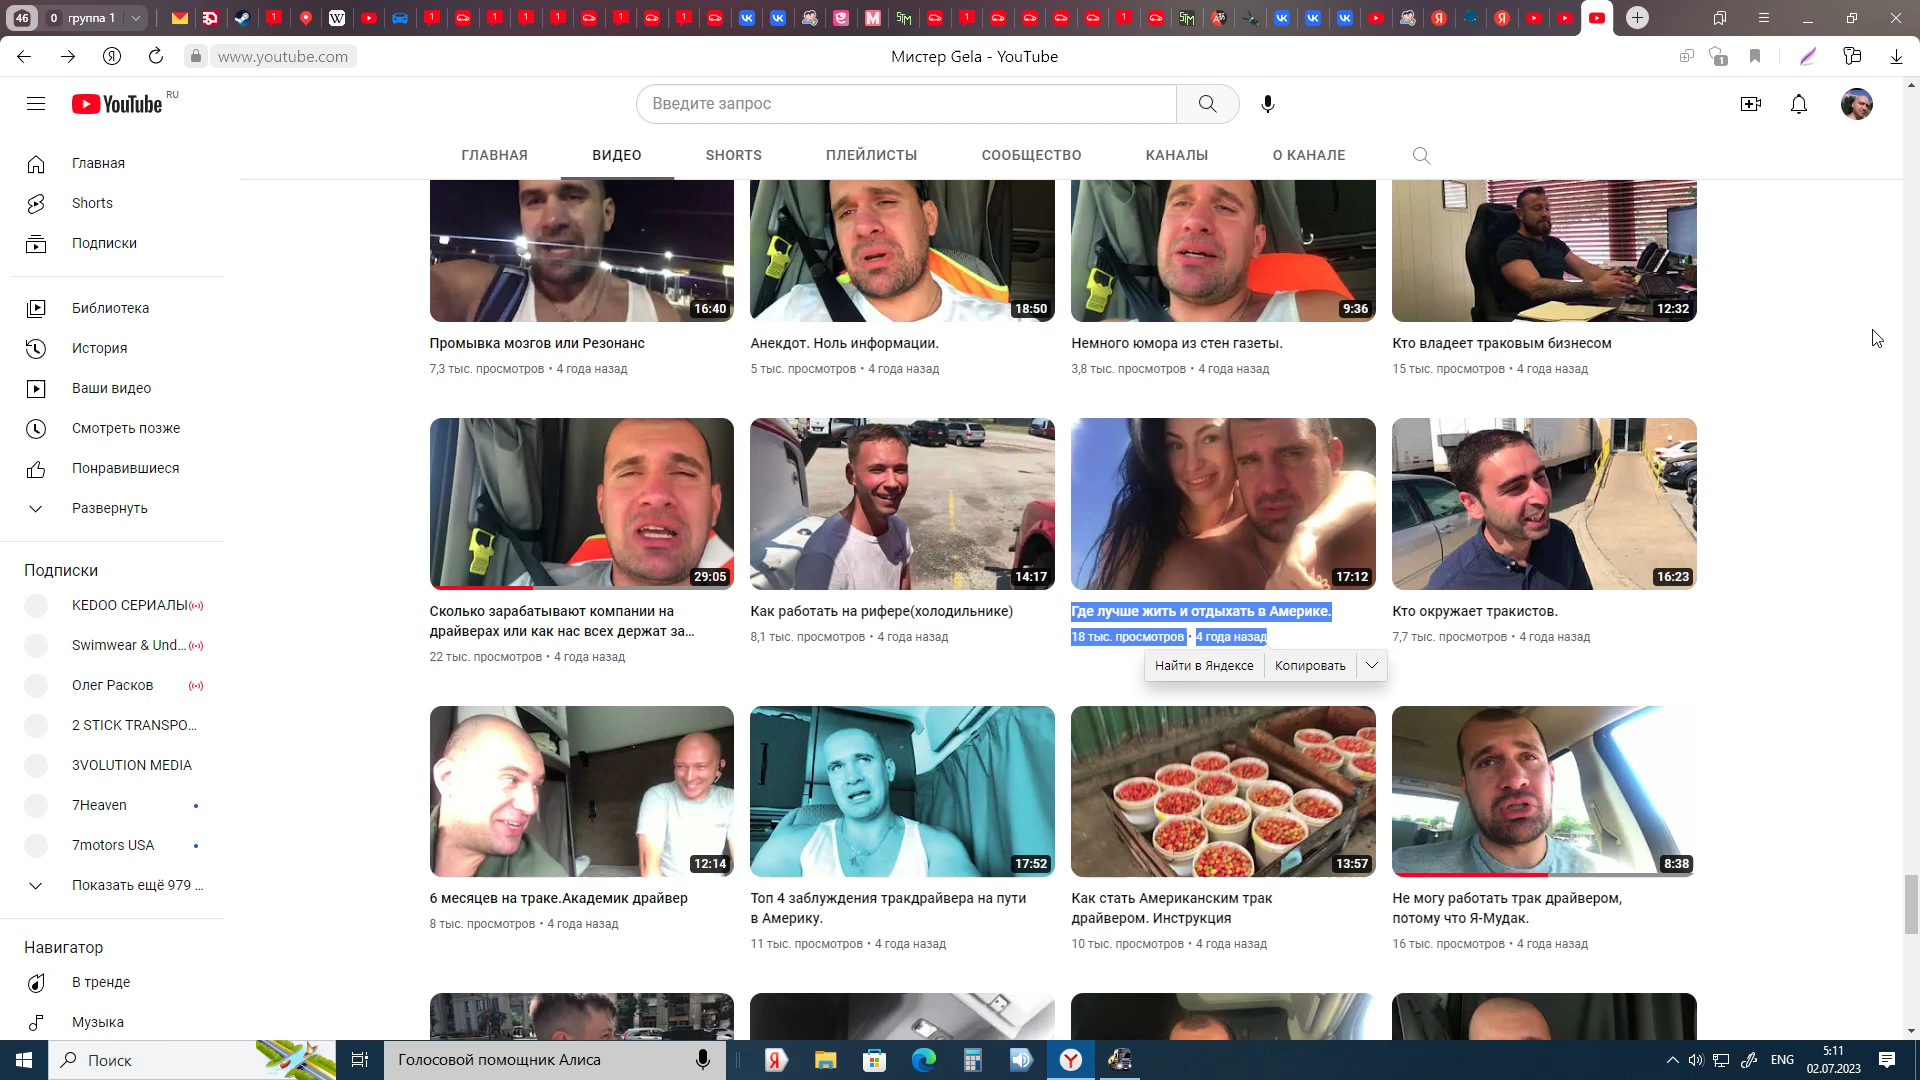 46
0 группа 1
www.youtube.com
Мистер Gela - YouTube
1
YouTube RU
Введите запрос
ГЛАВНАЯ
ВИДЕО
SHORTS
ПЛЕЙЛИСТЫ
СООБЩЕСТВО
КАНАЛЫ
О КАНАЛЕ
Главная
Shorts
Подписки
Библиотека
История
Ваши видео
Смотреть позже
Понравившиеся
Развернуть
Подписки
KEDOO СЕРИАЛЫ
Swimwear & Und...
Олег Расков
2 STICK TRANSPO...
3VOLUTION MEDIA
7Heaven
7motors USA
Показать ещё 979 ...
Навигатор
В тренде
Музыка
16:40
18:50
9:36
12:32
Промывка мозгов или Резонанс
7,3 тыс. просмотров • 4 года назад
Анекдот. Ноль информации.
5 тыс. просмотров • 4 года назад
Немного юмора из стен газеты.
3,8 тыс. просмотров • 4 года назад
Кто владеет траковым бизнесом
15 тыс. просмотров • 4 года назад
29:05
14:17
17:12
16:23
Сколько зарабатывают компании на
драйверах или как нас всех держат за...
22 тыс. просмотров • 4 года назад
Как работать на рифере(холодильнике)
8,1 тыс. просмотров • 4 года назад
Где лучше жить и отдыхать в Америке.
18 тыс. просмотров • 4 года назад
Найти в Яндексе
Копировать
Кто окружает тракистов.
7,7 тыс. просмотров • 4 года назад
12:14
17:52
13:57
8:38
6 месяцев на траке.Академик драйвер
8 тыс. просмотров • 4 года назад
Топ 4 заблуждения тракдрайвера на пути
в Америку.
11 тыс. просмотров • 4 года назад
Как стать Американским трак
драйвером. Инструкция
10 тыс. просмотров • 4 года назад
Не могу работать трак драйвером,
потому что Я-Мудак.
16 тыс. просмотров • 4 года назад
Поиск
Голосовой помощник Алиса
ENG
5:11
02.07.2023